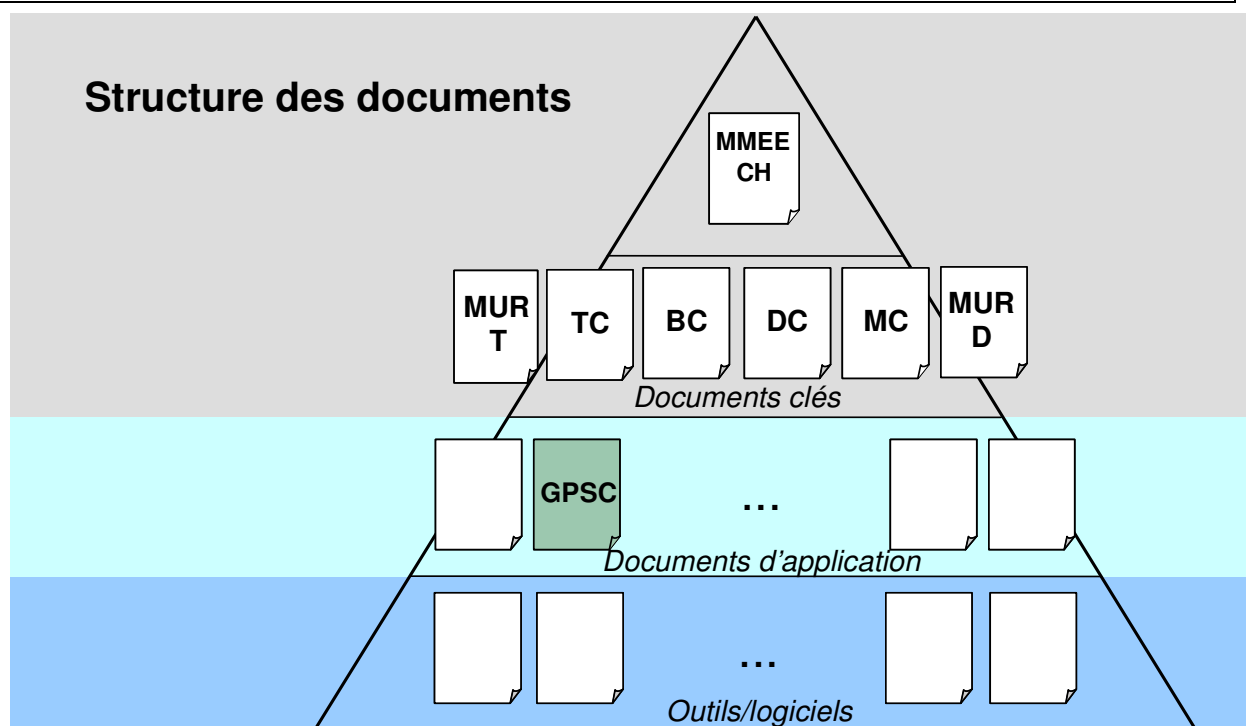 Structure des documents
MMEE
CH
MUR
T
TC
BC
DC
MC
MUR
D
Documents clés
GPSC
...
Documents d'application
...
Outils/logiciels